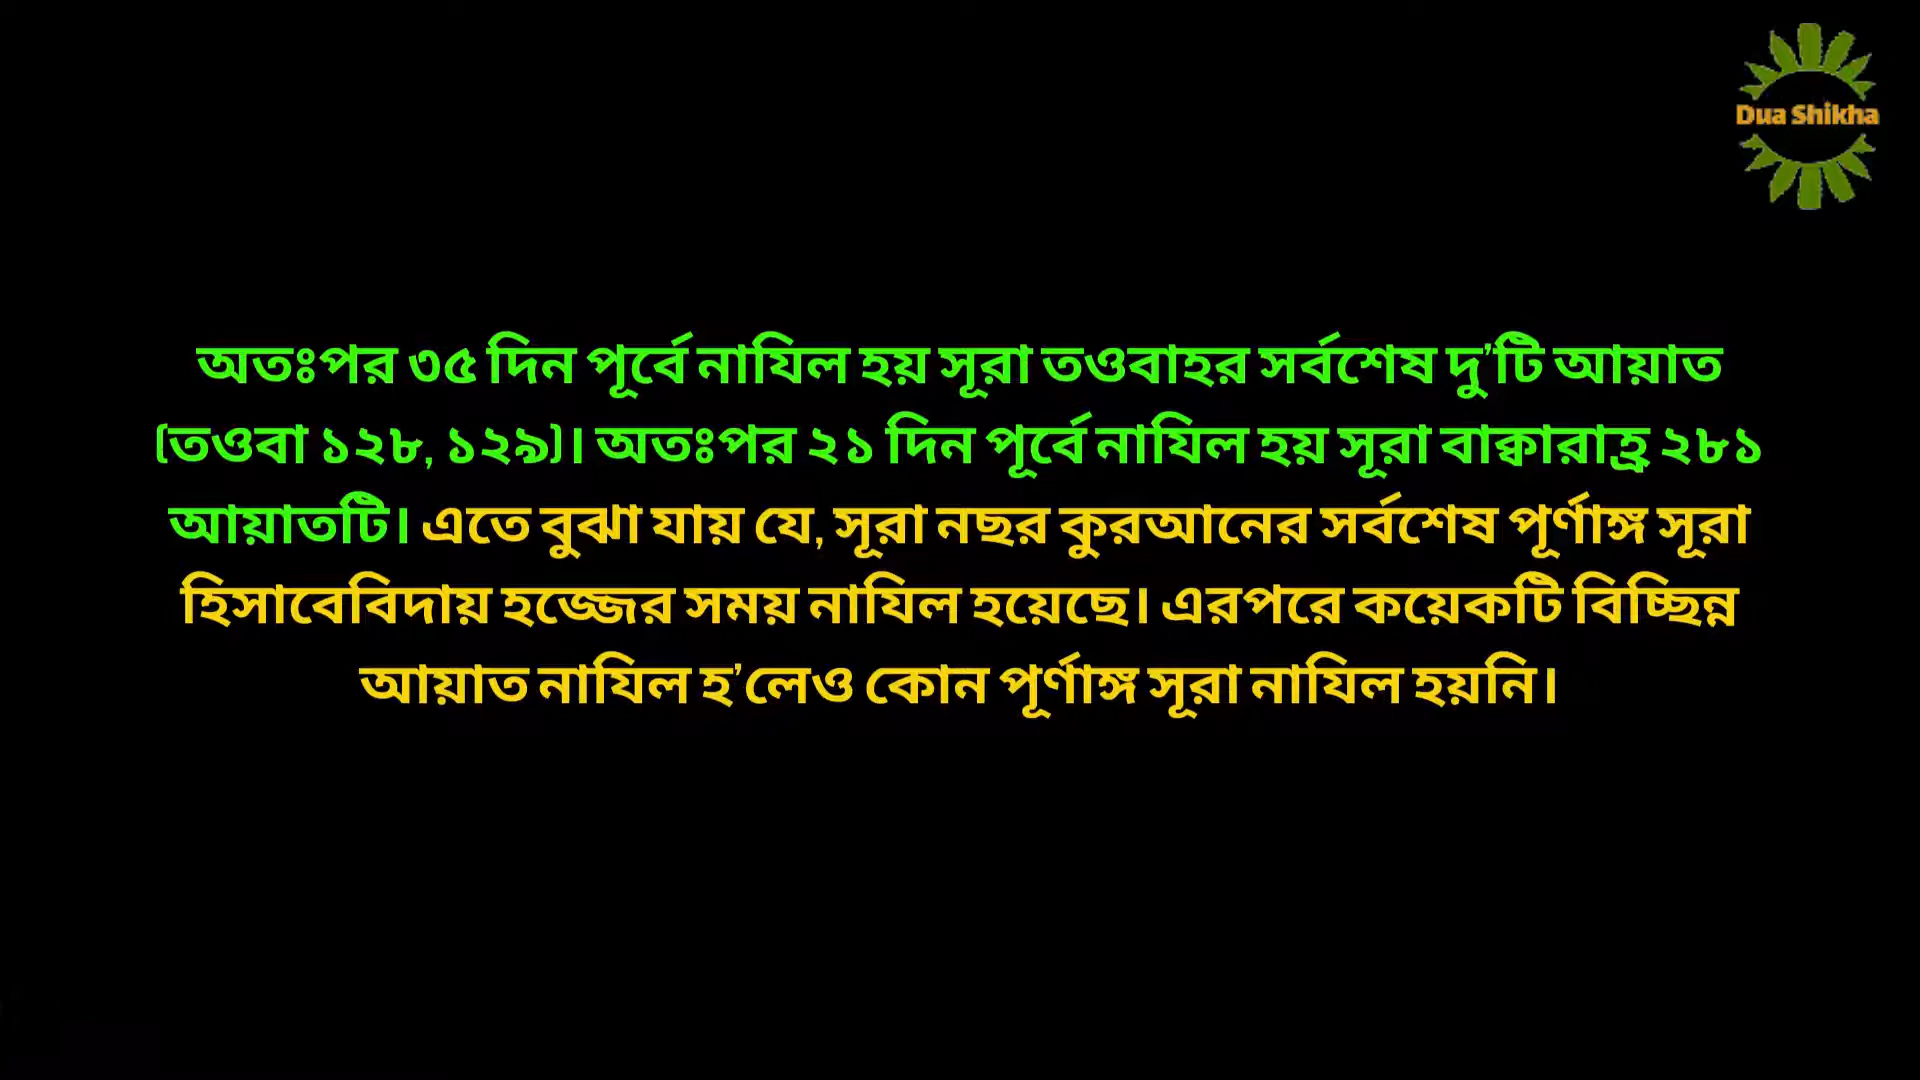 Dua Shikha
অতঃপর ৩৫ দিন পূর্বে নাযিল হয় সূরা তওবাহর সর্বশেষ দু’টি আয়াত
(তওবা ১২৮, ১২৯)। অতঃপর ২১ দিন পূর্বে নাযিল হয় সূরা বাক্বারাহ্র ২৮১
আয়াতটি। এতে বুঝা যায় যে, সূরা নছর কুরআনের সর্বশেষ পূর্ণাঙ্গ সূরা
হিসাবেবিদায় হজ্জের সময় নাযিল হয়েছে। এরপরে কয়েকটি বিচ্ছিন্ন
আয়াত নাযিল হ’লেও কোন পূর্ণাঙ্গ সূরা নাযিল হয়নি।